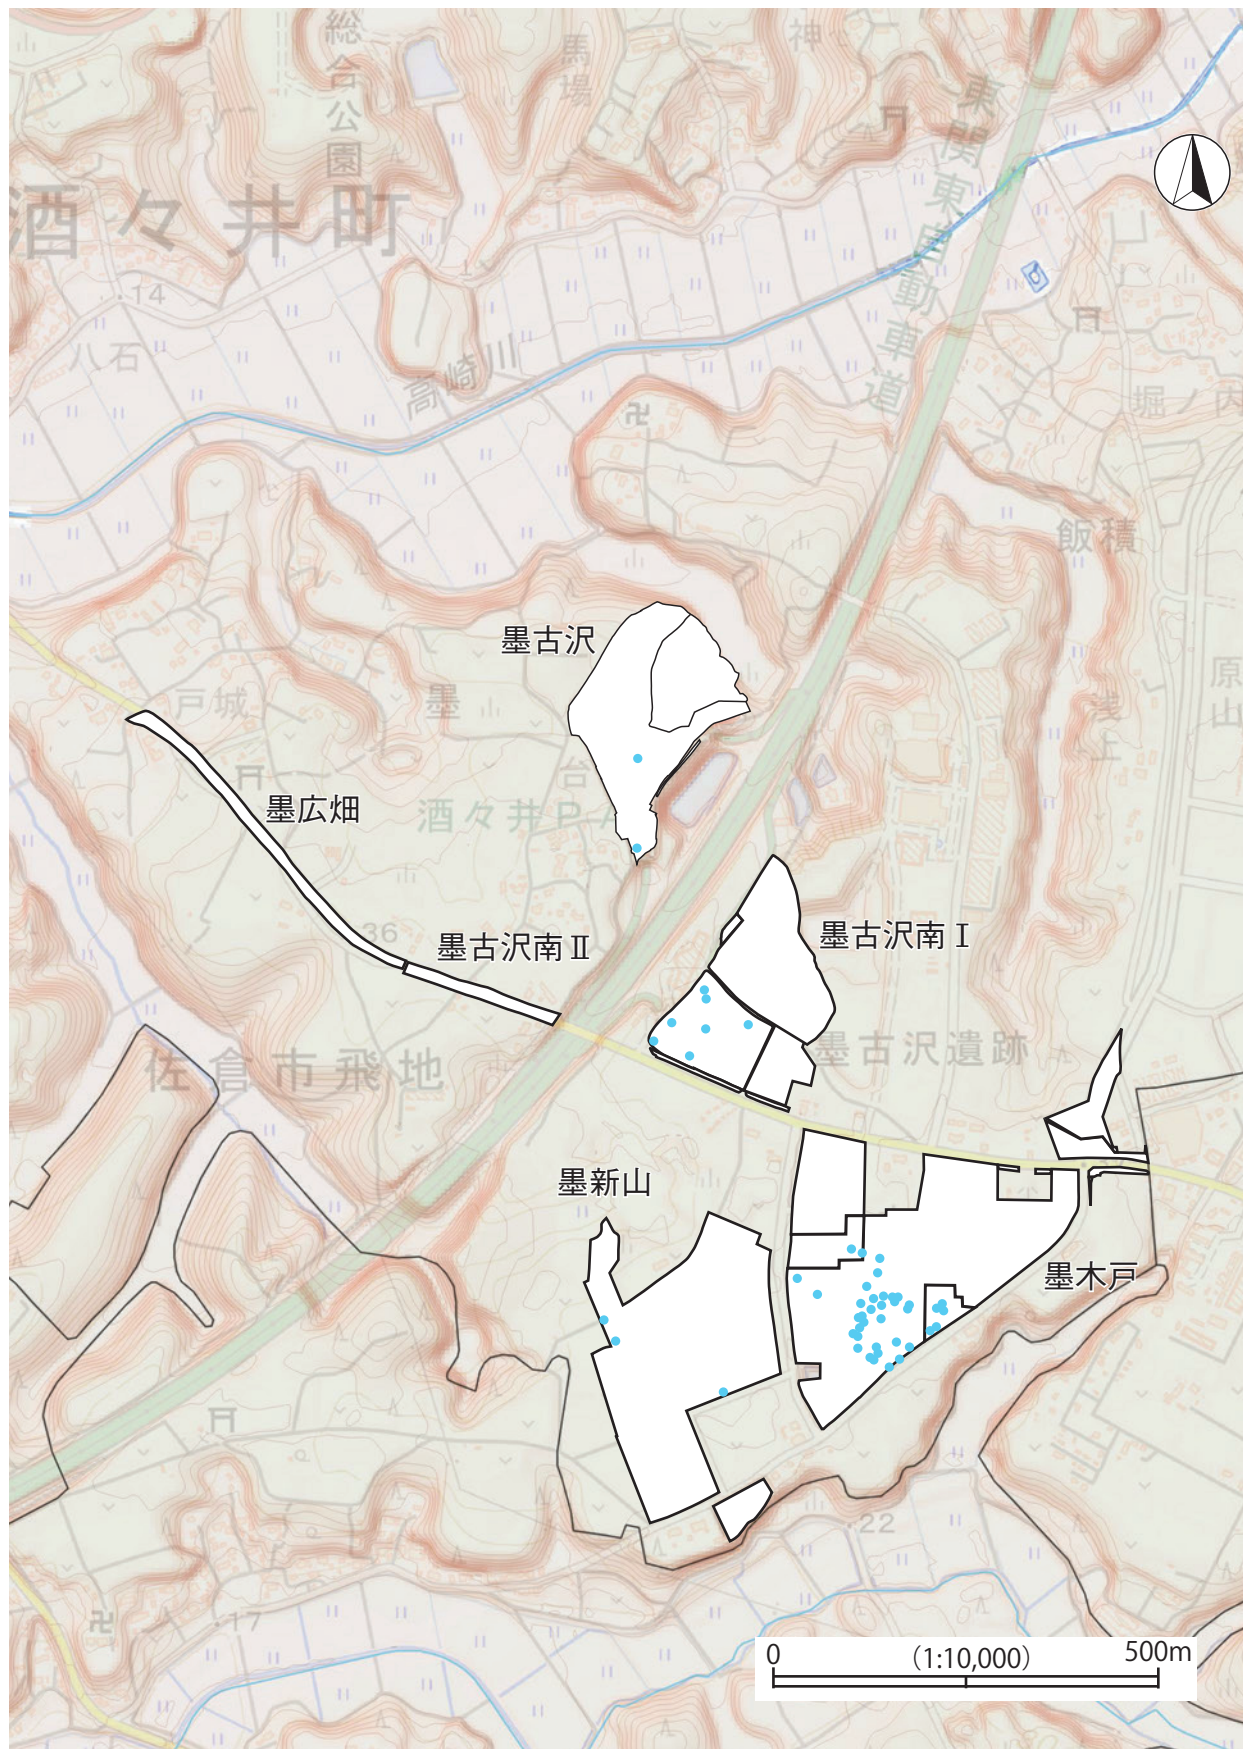 総合公園
馬場
神
東関東自動車道
酒々井町
14
八石
高崎川
堀ノ内
飯積
墨古沢
原山
浅上
戸城
墨
台
墨広畑
酒々井PA
36
墨古沢南Ⅱ
墨古沢南Ⅰ
墨古沢遺跡
佐倉市飛地
墨新山
墨木戸
22
17
0 (1:10,000) 500m